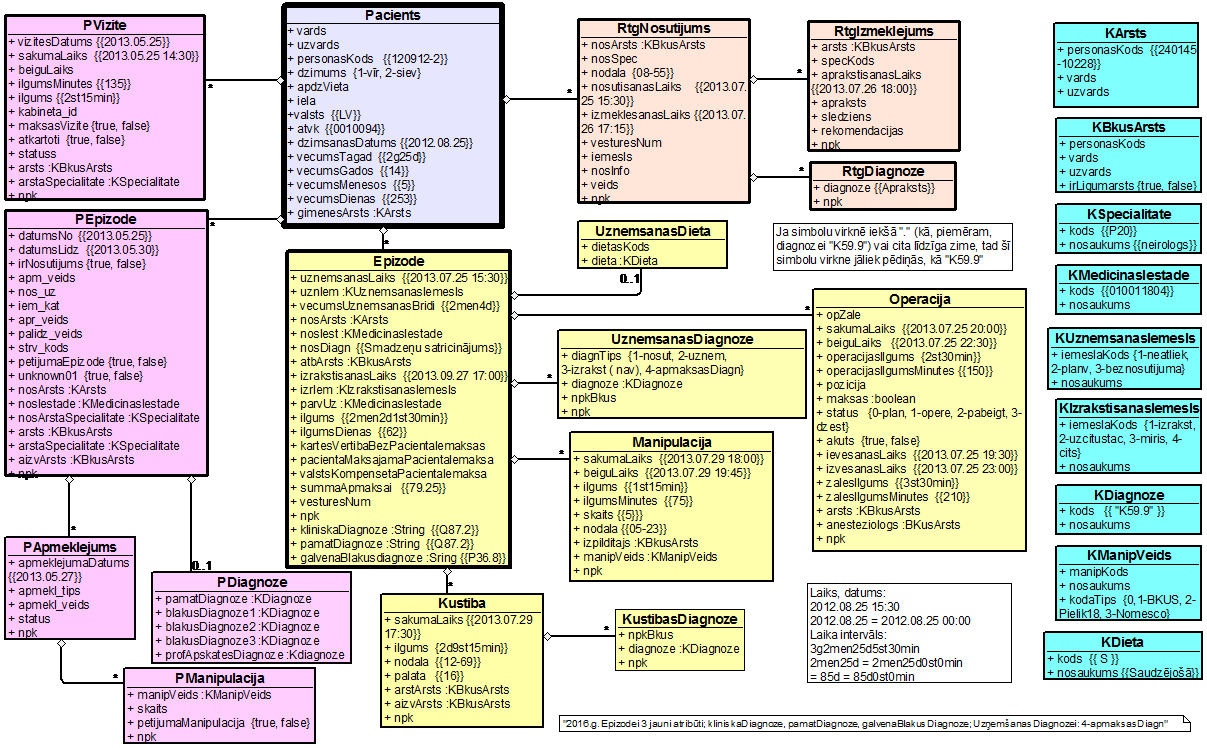 PVizite
+ vizitesDatums {{2013.05.25}}
+ sakumaLaiks {{2013.05.25 14:30}}
+ beiguLaiks
+ ilgumsMinutes {{135}}
+ ilgums {{2st15min}}
+ kabineta_id
+ maksasVizite {true, false}
+ atkartoti {true, false}
+ statuss
+ arsts :KBkusArsts
+ arstaSpecialitate :KSpecialitate
+ npk
*
Pacients
+ vards
+ uzvards
+ personasKods {120912-2}
+ dzimums {1-vīr, 2-siev}
+ apdzVieta
+ iela
+valsts {{LV}}
+ atvk {{0010094}}
+ dzimsanasDatums {{2012.08.25}}
+ vecumsTagad {{2g25d}}
+ vecumsGados {{14}}
+ vecumsMenesos {{5}}
+ vecumsDienas {{253}}
+ gimenesArsts :KArsts
*
RtgNosutijums
+ nosArsts :KBkusArsts
+ nosSpec
+ nodala {08-55}}
+ nosutisanasLaiks {{2013.07.
25 15:30}}
+ izmeklesanasLaiks {{2013.07.
26 17:15}}
+ vesturesNum
+ iemesls
+ nosInfo
+ veids
+ npk
*
RtgIzmeklejums
+ arsts :KBkusArsts
+ specKods
+ aprakstisanasLaiks
{{2013.07.26 18:00}}
+ apraksts
+ sledziens
+ rekomendacijas
+ npk
*
RtgDiagnoze
+ diagnoze {{Apraksts}}
+ npk
KArsts
+ personasKods {{240145
-10228}}
+ vards
+ uzvards
KBkusArsts
+ personasKods
+ vards
+ uzvards
+ irLigumarsts {true, false}
PEpizode
+ datumsNo {{2013.05.25}}
+ datumsLidz {{2013.05.30}}
+ irNosutijums {true, false}
+ apm_veids
+ nos_uz
+ iem_kat
+ apr_veids
+ palidz_veids
+ strv_kods
+ petijumaEpizode {true, false}
+ unknown01 {true, false}
+ nosArsts :KArsts
+ noslestade :KMedicinaslestade
+ nosArstaSpecialitate :KSpecialitate
+ arsts :KBkusArsts
+ arstaSpecialitate :KSpecialitate
+ aizvArsts :KBkusArsts
+ npk
*
*
Epizode
+ uznemsanasLaiks {{2013.07.25 15:30}}
+ uznlem :KUznemsanaslemesls
+ vecumsUznemsanasBridi {{2men4d}}
+ nosArsts :KArsts
+ noslest :KMedicinaslestade
+ nosDiagn {{Smadzeņu satricinājums}}
+ atbArsts :KBkusArsts
+ izrakstisanasLaiks {{2013.09.27 17:00}}
+ izrlem :KIzrakstisanaslemesls
+ parvUz :KMedicinaslestade
+ ilgums {{2men2d1st30min}}
+ ilgumsDienas {{62}}
+ kartesVertibaBezPacientalemaksas
+ pacientaMaksajamaPacientalemaksa
+ valstsKompensetaPacientalemaksa
+ summaApmaksai {{79.25}}
+ vesturesNum
+ npk
+ kliniskaDiagnoze :String {{Q87.2}}
+ pamatDiagnoze :String {{Q87.2}}
+ galvenaBlakusdiagnoze :Sring {{P36.8}}
UznemsanasDieta
+ dietasKods
+ dieta :KDieta
0..1
Ja simbolu virknē iekšā "." (kā, piemēram,
diagnozei "K59.9") vai cita līdzīga zīme, tad šī
simbolu virkne jāliek pēdiņās, kā "K59.9"
KSpecialitate
+ kods {{P20}}
+ nosaukums {{neirologs}}
KMedicinaslestade
+ kods {{010011804}}
+ nosaukums
UznemsanasDiagnoze
+ diagnTips {1-nosut, 2-uznem,
3-izrakst ( nav), 4-apmaksasDiagn}
+ diagnoze :KDiagnoze
+ npkBkus
+ npk
*
Operacija
+ opZale
+ sakumaLaiks {{2013.07.25 20:00}}
+ beiguLaiks {{2013.07.25 22:30}}
+ operacijasIlgums {2st30min}}
+ operacijasIlgumsMinutes {{150}}
+ pozicija
+ maksas :boolean
+ status {0-plan, 1-opere, 2-pabeigt, 3-
dzest}
+ akuts {true, false}
+ ievesanasLaiks {{2013.07.25 19:30}}
+ izvesanasLaiks {{2013.07.25 23:00}}
+ zalesIlgums {{3st30min}}
+ zalesIlgumsMinutes {{210}}
+ arsts :KBkusArsts
+ anesteziologs :BKusArsts
+ npk
*
KUznemsanaslemesls
+ iemeslaKods {1-neatliek,
2-planv, 3-beznosutijuma}
+ nosaukums
KIzrakstisanaslemesls
+ iemeslaKods {1-izrakst,
2-uzcitustac, 3-miris, 4-
cits}
+ nosaukums
Manipulacija
+ sakumaLaiks {{2013.07.29 18:00}}
+ beiguLaiks {{2013.07.29 19:45}}
+ ilgums {{1st15min}}
+ ilgumsMinutes {{75}}
+ skaits {{5}}}
+ nodala {{05-23}}
+ izpilditajs :KBkusArsts
+ manipVeids :KManipVeids
+ npk
*
KDiagnoze
+ kods {{ "K59.9" }}
+ nosaukums
KManipVeids
+ manipKods
+ nosaukums
+ kodaTips {0,1-BKUS, 2-
Pielik18, 3-Nomesco}
KDieta
+ kods {{ S }}
+ nosaukums {{Saudzējošā}}
PApmeklejums
+ apmeklejumaDatums
{{2013.05.27}}
+ apmekl_tips
+ apmekl_veids
+ status
+ npk
*
0..1
PDiagnoze
+ pamatDiagnoze :KDiagnoze
+ blakusDiagnoze1 :KDiagnoze
+ blakusDiagnoze2 :KDiagnoze
+ blakusDiagnoze3 :KDiagnoze
+ profApskatesDiagnoze :Kdiagnoze
PManipulacija
+ manipVeids :KManipVeids
+ skaits
+ petijumaManipulacija {true, false}
+ npk
*
Kustiba
+ sakumaLaiks{{2013.07.29
17:30}}
+ ilgums {2d9st15min}}
+ nodala {12-69}}
+ palata {{16}}
+ arstArsts :KBkusArsts
+ aizvArsts :KBkusArsts
+ npk
*
KustibasDiagnoze
+ npkBkus
+ diagnoze :KDiagnoze
+ npk
*
Laiks, datums:
2012.08.25 15:30
2012.08.25 = 2012.08.25 00:00
Laika intervāls:
3g2men25d5st30min
2men25d = 2men25d0st0min
= 85d = 85d0st0min
"2016.g. Epizodei 3 jauni atribūti; kliniskaDiagnoze, pamatDiagnoze, galvenaBlakusDiagnoze; Uzņemšanas Diagnozei: 4-apmaksasDiagn"